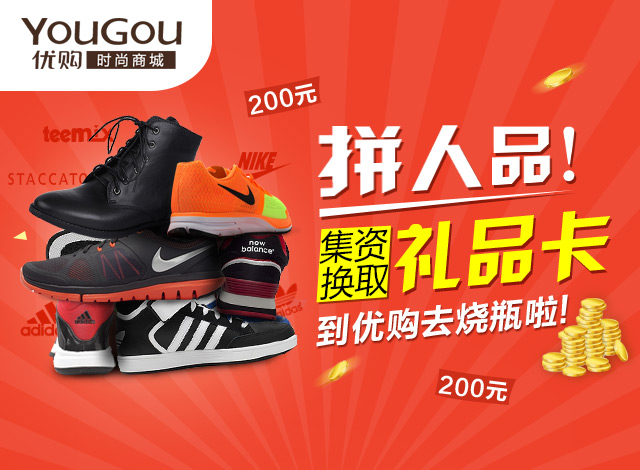 YouGou
优购 时尚商城
200元
teemix
NIKE
STACCATO
new balance
adidas
adidas
adidas
拼人品!
集资
换取
礼品卡
到优购去烧瓶啦!
200元